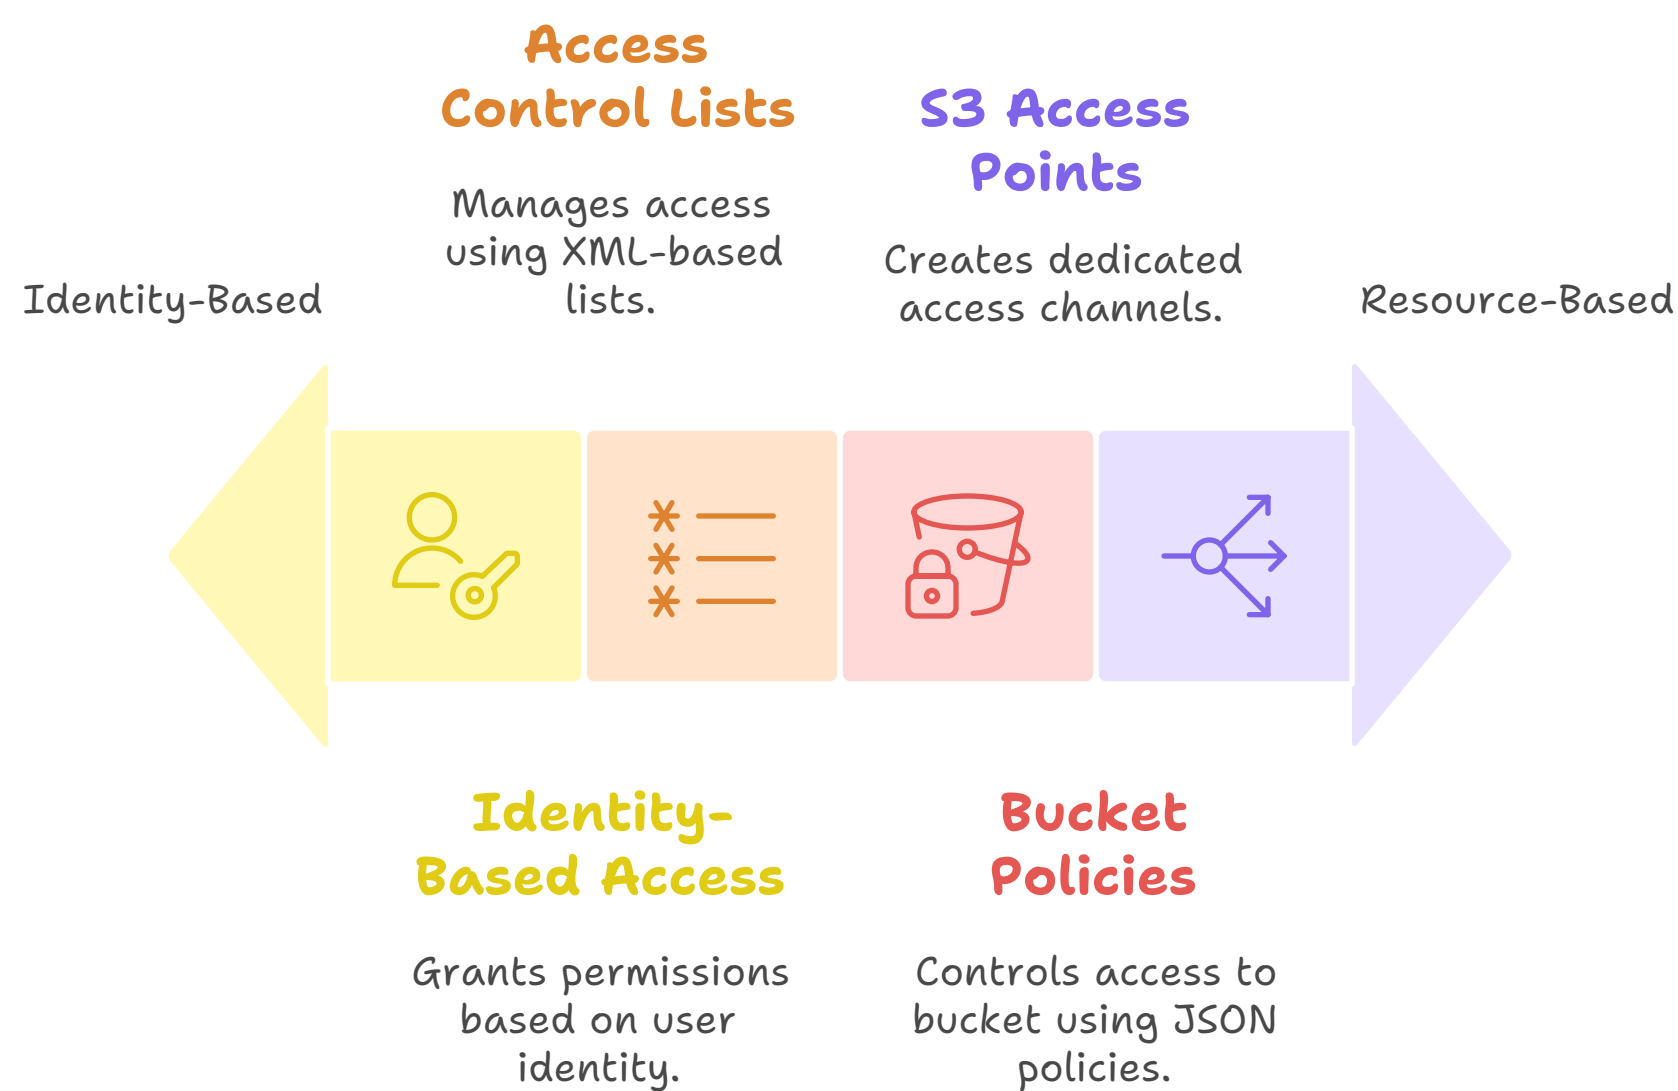 Access
Control Lists
Manages access
using XML-based
lists.
S3 Access
Points
Creates dedicated
access channels.
Identity-Based
Resource-Based
Identity-
Based Access
Grants permissions
based on user
identity.
Bucket
Policies
Controls access to
bucket using JSON
policies.